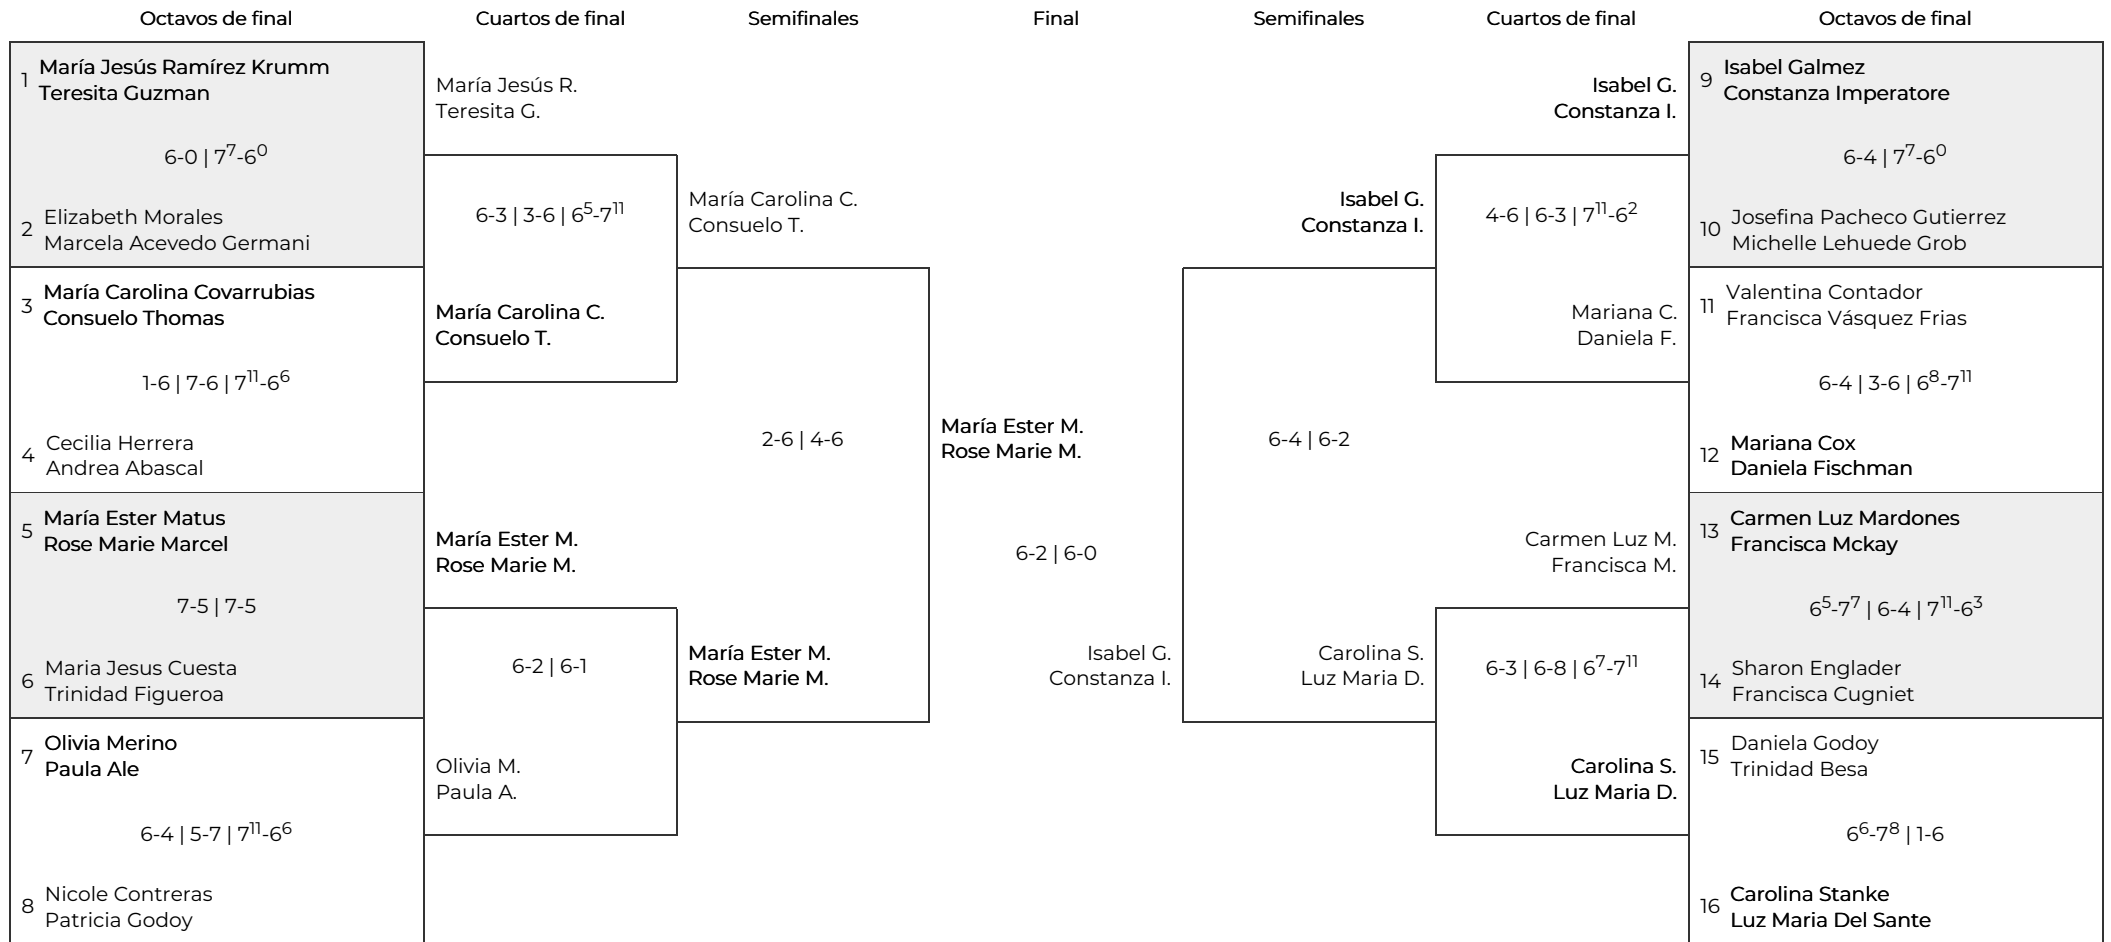 Octavos de final
Cuartos de final
Semifinales
Final
Semifinales
Cuartos de final
Octavos de final
1
María Jesús Ramírez Krumm
Teresita Guzman
6-0 | 7⁷-6⁰
2
Elizabeth Morales
Marcela Acevedo Germani
3
María Carolina Covarrubias
Consuelo Thomas
1-6 | 7-6 | 7¹¹-6⁶
4
Cecilia Herrera
Andrea Abascal
5
María Ester Matus
Rose Marie Marcel
7-5 | 7-5
6
Maria Jesus Cuesta
Trinidad Figueroa
7
Olivia Merino
Paula Ale
6-4 | 5-7 | 7¹¹-6⁶
8
Nicole Contreras
Patricia Godoy
María Jesús R.
Teresita G.
6-3 | 3-6 | 6⁵-7¹¹
María Carolina C.
Consuelo T.
María Ester M.
Rose Marie M.
6-2 | 6-1
Olivia M.
Paula A.
María Carolina C.
Consuelo T.
2-6 | 4-6
María Ester M.
Rose Marie M.
María Ester M.
Rose Marie M.
6-2 | 6-0
Isabel G.
Constanza I.
Isabel G.
Constanza I.
6-4 | 6-2
Carolina S.
Luz Maria D.
Isabel G.
Constanza I.
4-6 | 6-3 | 7¹¹-6²
Mariana C.
Daniela F.
Carmen Luz M.
Francisca M.
6-3 | 6-8 | 6⁷-7¹¹
Carolina S.
Luz Maria D.
9
Isabel Galmez
Constanza Imperatore
6-4 | 7⁷-6⁰
10
Josefina Pacheco Gutierrez
Michelle Lehuede Grob
11
Valentina Contador
Francisca Vásquez Frias
6-4 | 3-6 | 6⁸-7¹¹
12
Mariana Cox
Daniela Fischman
13
Carmen Luz Mardones
Francisca Mckay
6⁵-7⁷ | 6-4 | 7¹¹-6³
14
Sharon Englader
Francisca Cugniet
15
Daniela Godoy
Trinidad Besa
6⁶-7⁸ | 1-6
16
Carolina Stanke
Luz Maria Del Sante